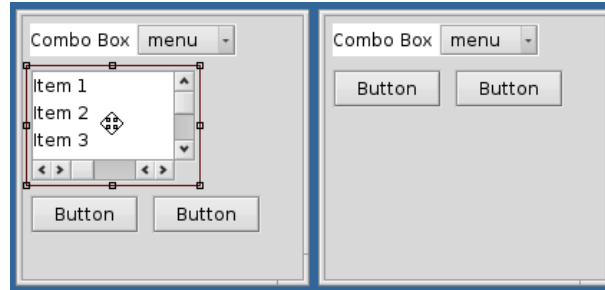 Combo Box menu
Item 1
Item 2
Item 3
Button Button
Combo Box menu
Button Button